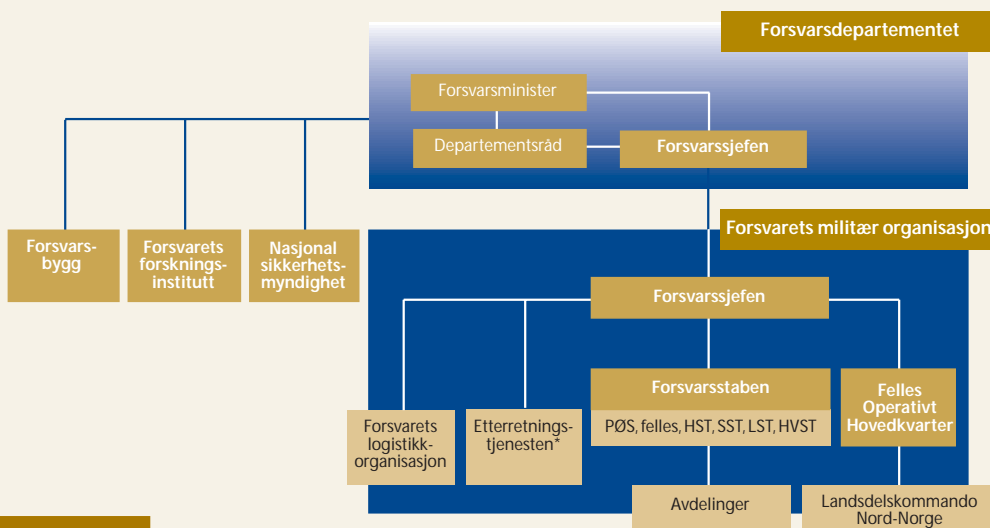 Forsvarsdepartementet
Forsvarsminister
Departementsråd
Forsvarssjefen
Forsvars-
bygg
Forsvarets
forsknings-
institutt
Nasjonal
sikkerhets-
myndighet
Forsvarets militær organisasjon
Forsvarssjefen
Forsvarets
logistikk-
organisasjon
Etterretnings-
tjenesten*
Forsvarsstaben
PØS, felles, HST, SST, LST, HVST
Felles
Operativt
Hovedkvarter
Avdelinger
Landsdelskommando
Nord-Norge